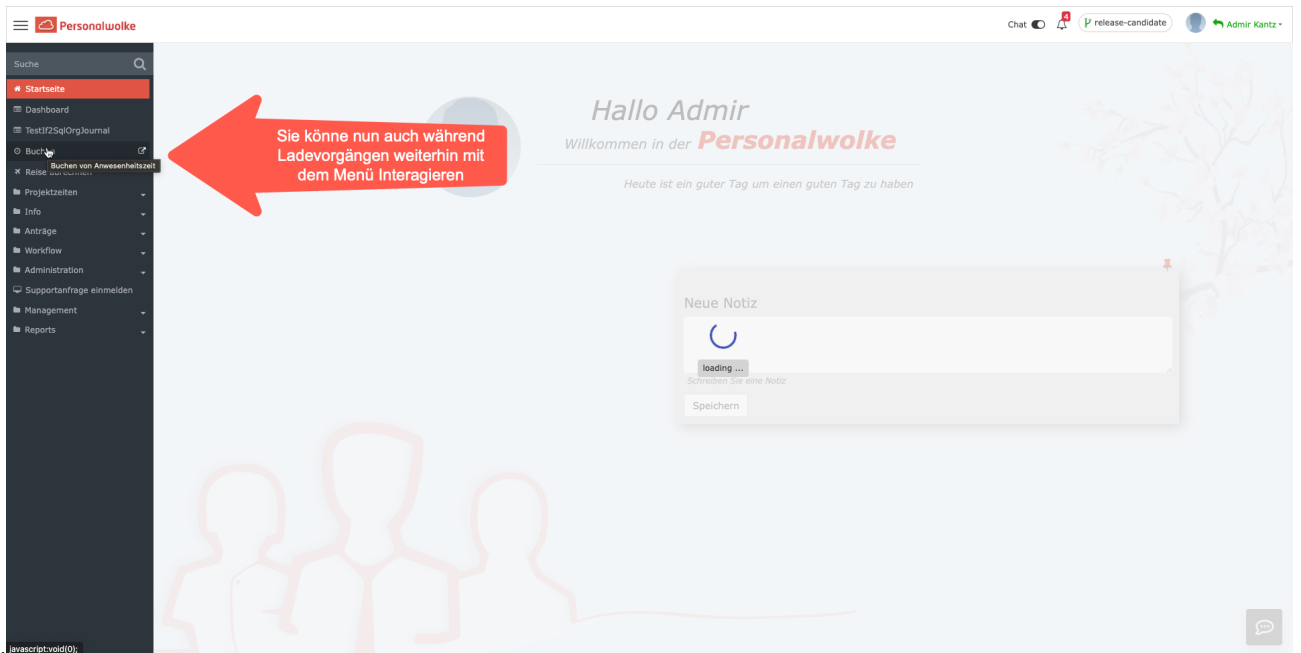 Personalwolke
Chat
4
release-candidate
Admir Kantz
Suche
Startseite
Dashboard
TestIf2SqlOrgJournal
Buchen von Anwesenheitszeit
Reise
Projektzeiten
Info
Anträge
Workflow
Administration
Supportanfrage einmelden
Management
Reports
Sie könne nun auch während
Ladevorgängen weiterhin mit
dem Menü Interagieren
Hallo Admir
Willkommen in der Personalwolke
Heute ist ein guter Tag um einen guten Tag zu haben
Neue Notiz
loading ...
Schreiben Sie eine Notiz
Speichern
javascript:void(0);